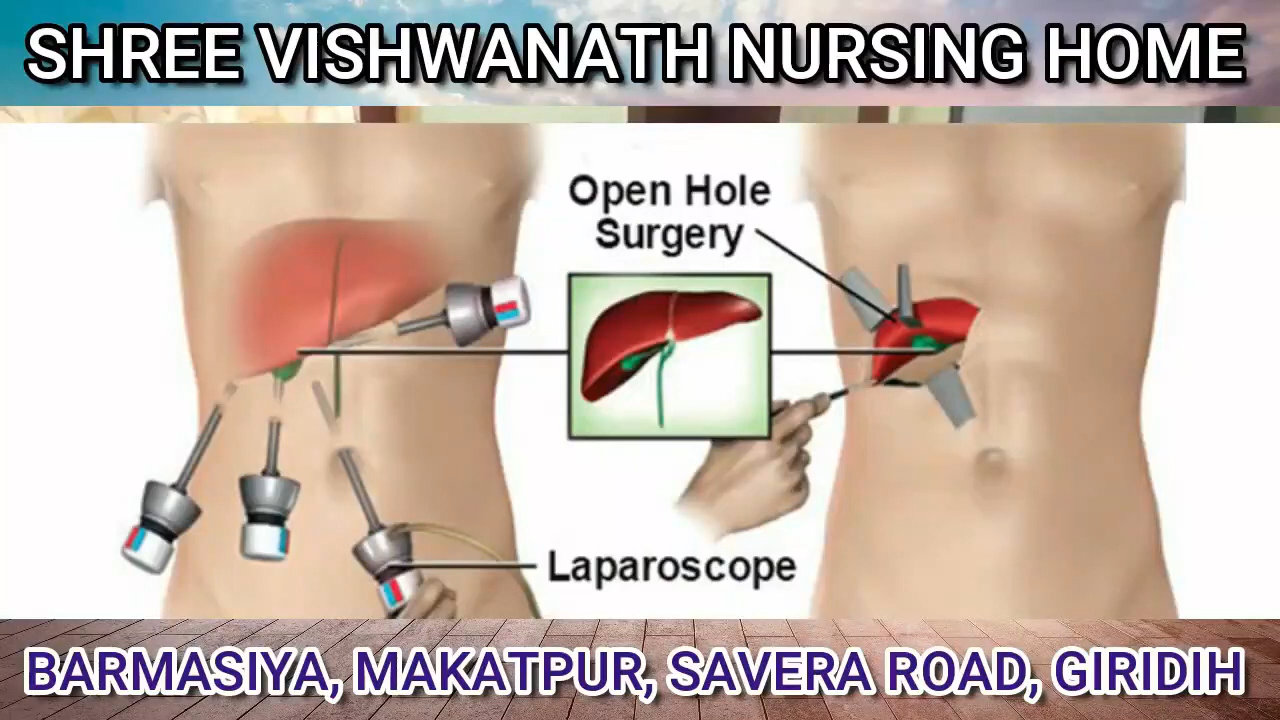 SHREE VISHWANATH NURSING HOME
Open Hole
Surgery
Laparoscope
BARMASIYA, MAKATPUR, SAVERA ROAD, GIRIDIH